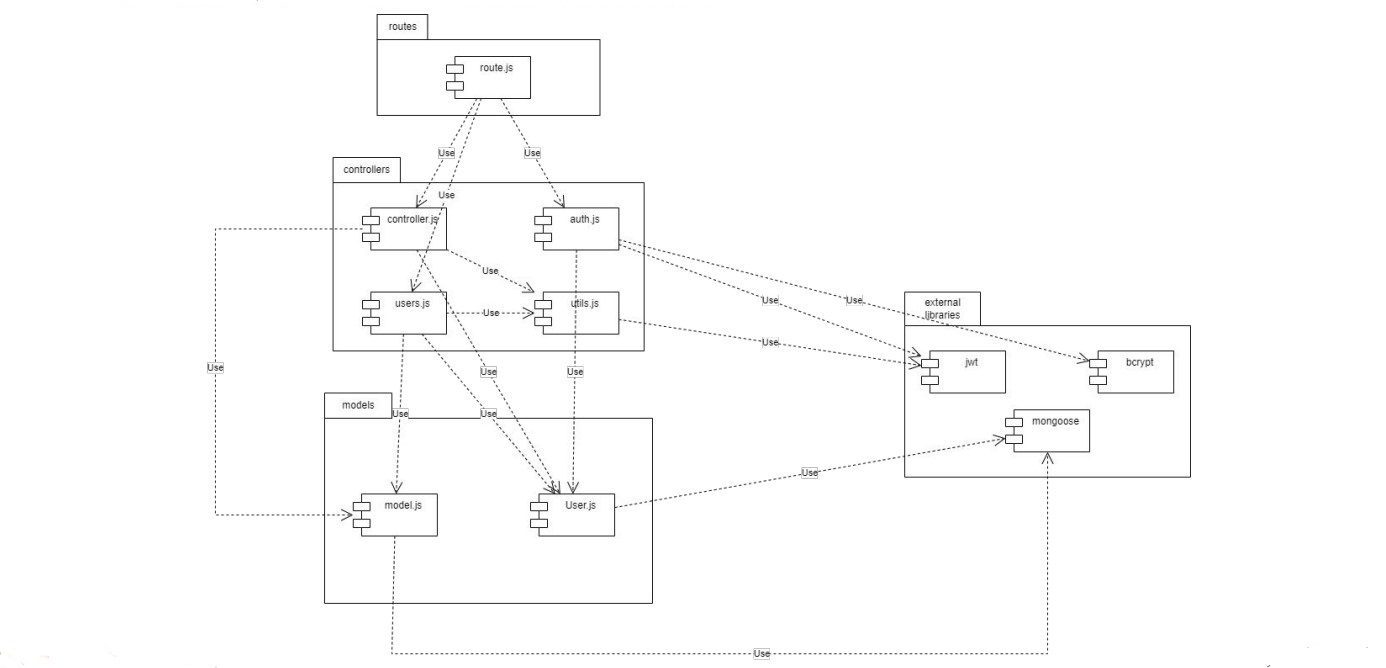 routes
route.js
Use
Use
controllers
Use
controller.js
auth.js
Use
Use
Use
users.js
Use
utils.js
external
libraries
Use
Use
jwt
bcrypt
Use
Use
Use
models
Use
Use
mongoose
Use
model.js
User.js
Use